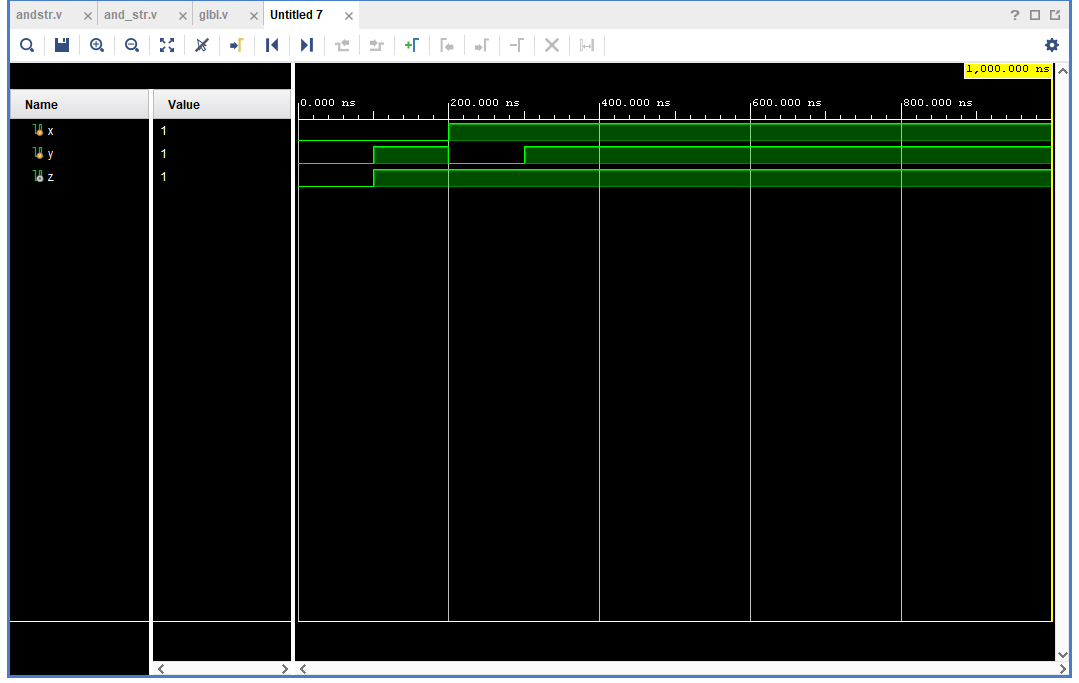 andstr.v × and_str.v × glbl.v × Untitled 7 × ?
1,000.000 ns
Name Value
0.000 ns 200.000 ns 400.000 ns 600.000 ns 800.000 ns
x 1
y 1
z 1